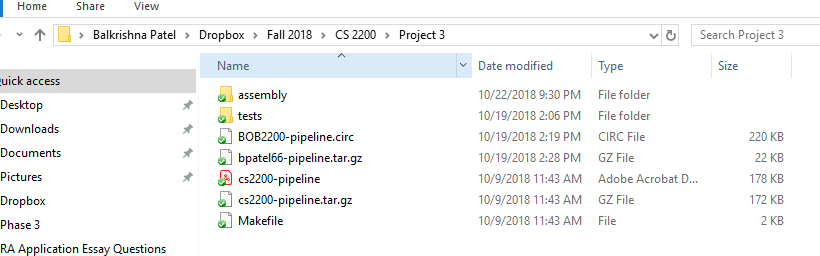 Home Share View
Balkrishna Patel > Dropbox > Fall 2018 > CS 2200 > Project 3 Search Project 3
Name Date modified Type Size
Quick access
Desktop
Downloads
Documents
Pictures
Dropbox
Phase 3
RA Application Essay Questions
assembly 10/22/2018 9:30 PM File folder
tests 10/19/2018 2:06 PM File folder
BOB2200-pipeline.circ 10/19/2018 2:19 PM CIRC File 220 KB
bpatel66-pipeline.tar.gz 10/19/2018 2:28 PM GZ File 22 KB
cs2200-pipeline 10/9/2018 11:43 AM Adobe Acrobat D... 178 KB
cs2200-pipeline.tar.gz 10/9/2018 11:43 AM GZ File 172 KB
Makefile 10/9/2018 11:43 AM File 2 KB